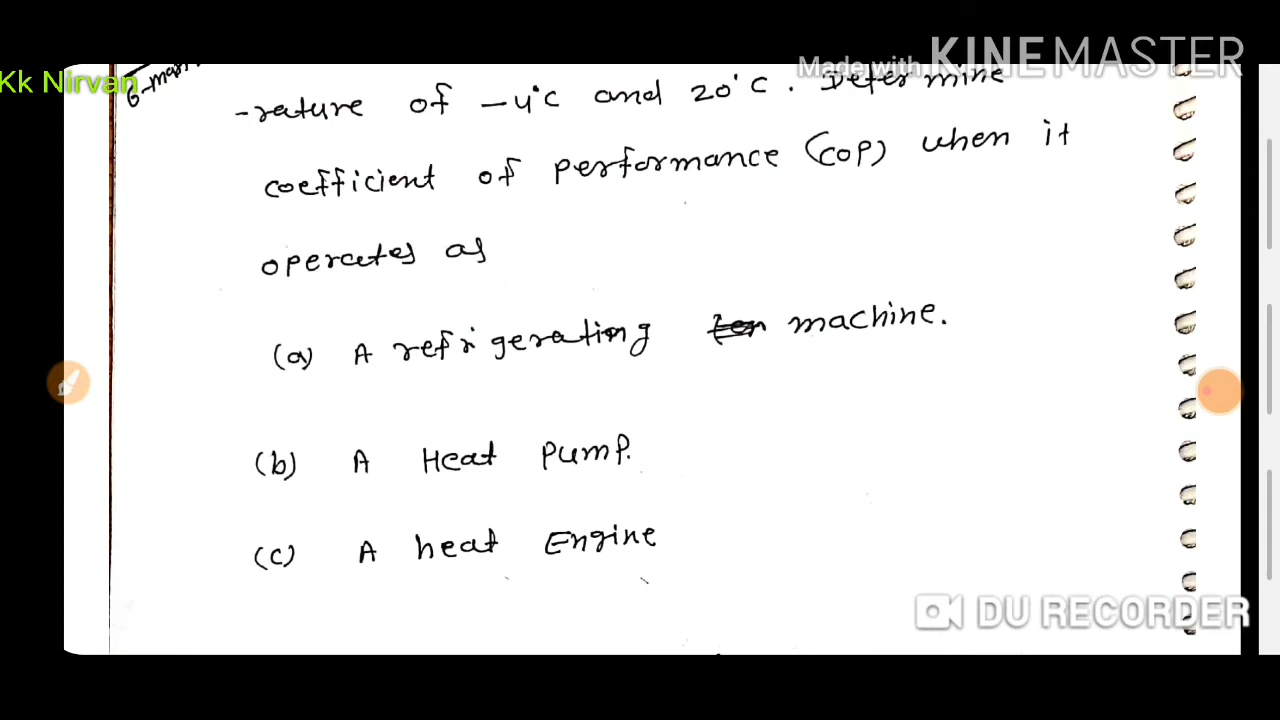 Made with KINEMASTER
Kk Nirvan
-rature of -4°C and 20°C. Determine
coefficient of performance (COP) when it
operates as
(a) A refrigerating machine.
(b) A Heat Pump.
(c) A heat Engine
DU RECORDER